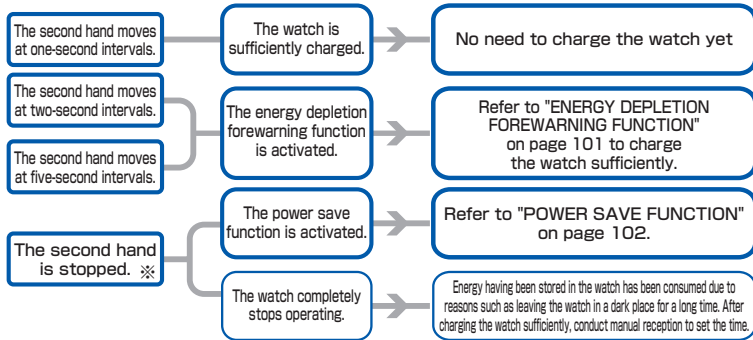 The second hand moves
at one-second intervals.
The watch is
sufficiently charged.
No need to charge the watch yet
The second hand moves
at two-second intervals.
The second hand moves
at five-second intervals.
The energy depletion
forewarning function
is activated.
Refer to "ENERGY DEPLETION
FOREWARNING FUNCTION"
on page 101 to charge
the watch sufficiently.
The second hand
is stopped. ※
The power save
function is activated.
Refer to "POWER SAVE FUNCTION"
on page 102.
The watch completely
stops operating.
Energy having been stored in the watch has been consumed due to
reasons such as leaving the watch in a dark place for a long time. After
charging the watch sufficiently, conduct manual reception to set the time.